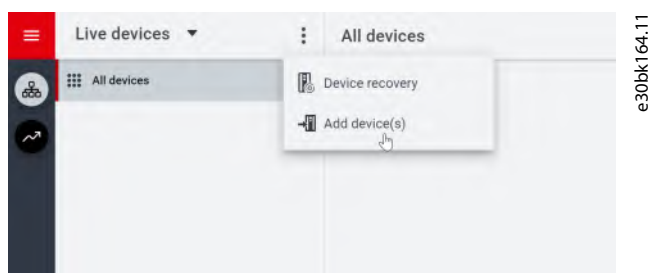 Live devices
All devices
All devices
Device recovery
Add device(s)
e30bk164.11